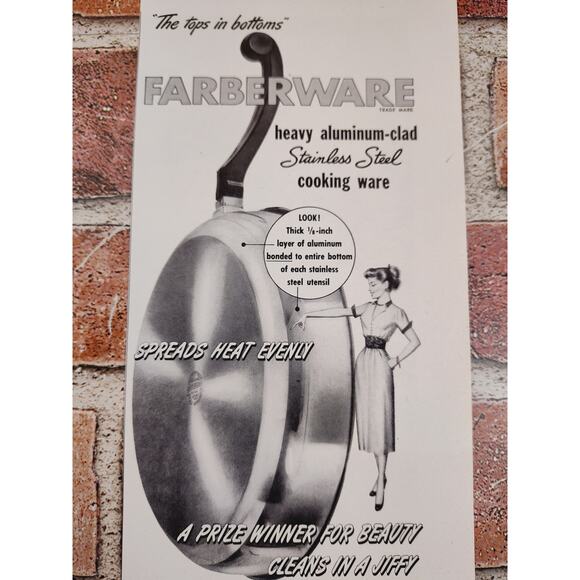 "The tops in bottoms"
FARBERWARE
TRADE MARK
heavy aluminum-clad
Stainless Steel
cooking ware
LOOK!
Thick 1/8-inch
layer of aluminum
bonded to entire bottom
of each stainless
steel utensil
SPREADS HEAT EVENLY
A PRIZE WINNER FOR BEAUTY
CLEANS IN A JIFFY